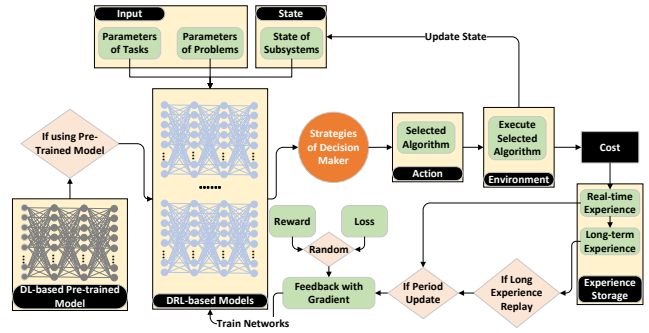 Input
State
Parameters
of Tasks
Parameters
of Problems
State of
Subsystems
Update State
If using Pre-
Trained Model
Strategies
of Decision
Maker
Selected
Algorithm
Action
Execute
Selected
Algorithm
Environment
Cost
......
Real-time
Experience
Long-term
Experience
Experience
Storage
Reward
Loss
Random
Feedback with
Gradient
If Period
Update
If Long
Experience
Replay
DL-based Pre-trained
Model
DRL-based Models
Train Networks